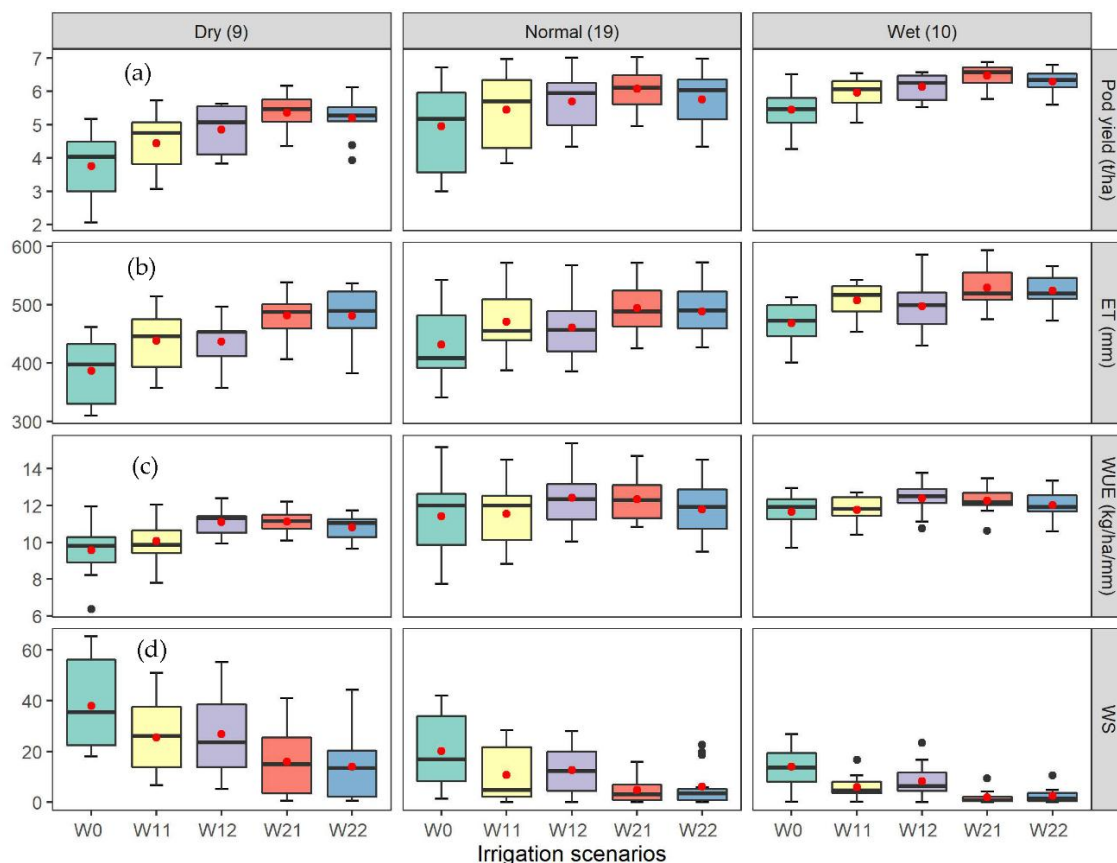 Dry (9) Normal (19) Wet (10)
(a)
7
6
5
4
3
2
Pod yield (t/ha)
(b)
600
500
400
300
ET (mm)
(c)
14
12
10
8
6
WUE (kg/ha/mm)
(d)
60
40
20
0
WS
W0 W11 W12 W21 W22 W0 W11 W12 W21 W22 W0 W11 W12 W21 W22
Irrigation scenarios